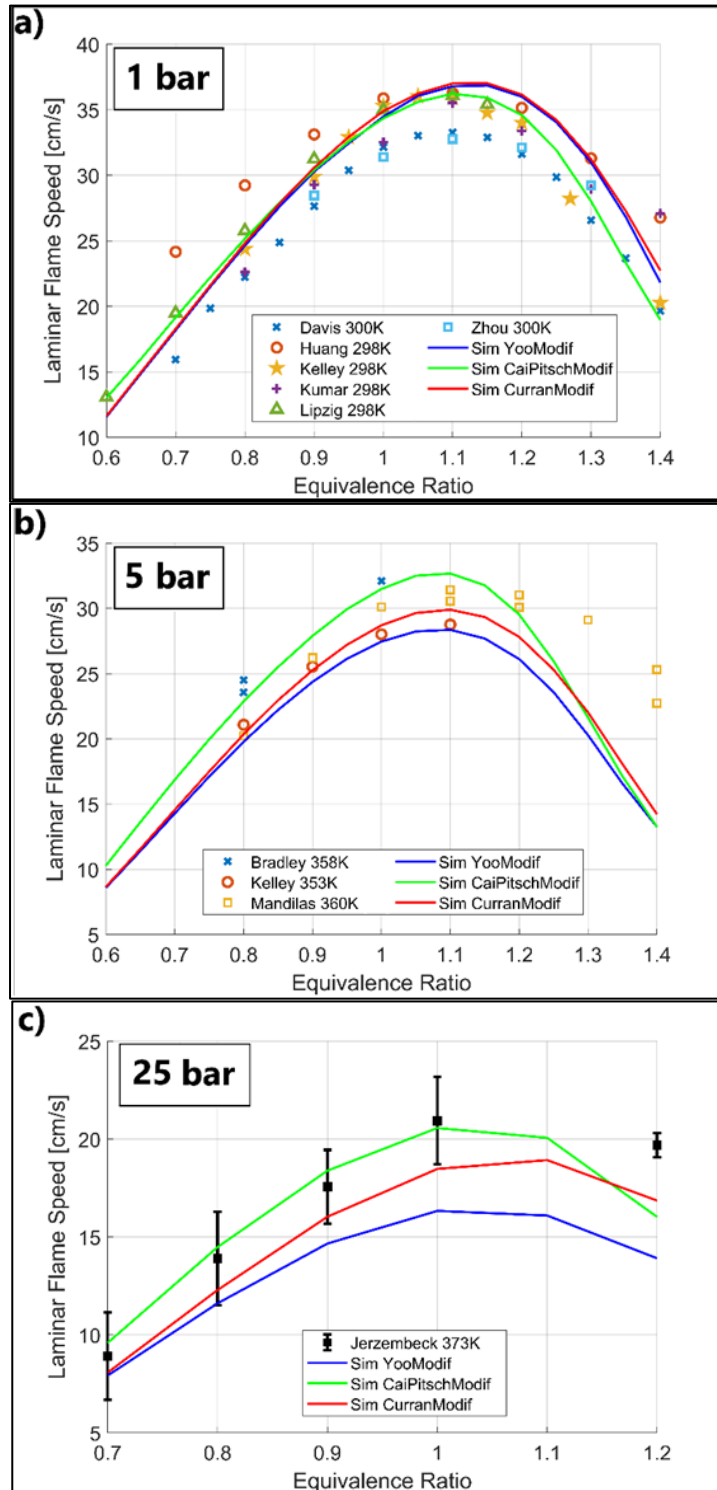 a)
1 bar
Laminar Flame Speed [cm/s]
40
35
30
25
20
15
10
Davis 300K
Huang 298K
Kelley 298K
Kumar 298K
Lipzig 298K
Zhou 300K
Sim YooModif
Sim CaiPitschModif
Sim CurranModif
0.6 0.7 0.8 0.9 1 1.1 1.2 1.3 1.4
Equivalence Ratio
b)
5 bar
Laminar Flame Speed [cm/s]
35
30
25
20
15
10
5
Bradley 358K
Kelley 353K
Mandilas 360K
Sim YooModif
Sim CaiPitschModif
Sim CurranModif
0.6 0.7 0.8 0.9 1 1.1 1.2 1.3 1.4
Equivalence Ratio
c)
25 bar
Laminar Flame Speed [cm/s]
25
20
15
10
5
Jerzembeck 373K
Sim YooModif
Sim CaiPitschModif
Sim CurranModif
0.7 0.8 0.9 1 1.1 1.2
Equivalence Ratio